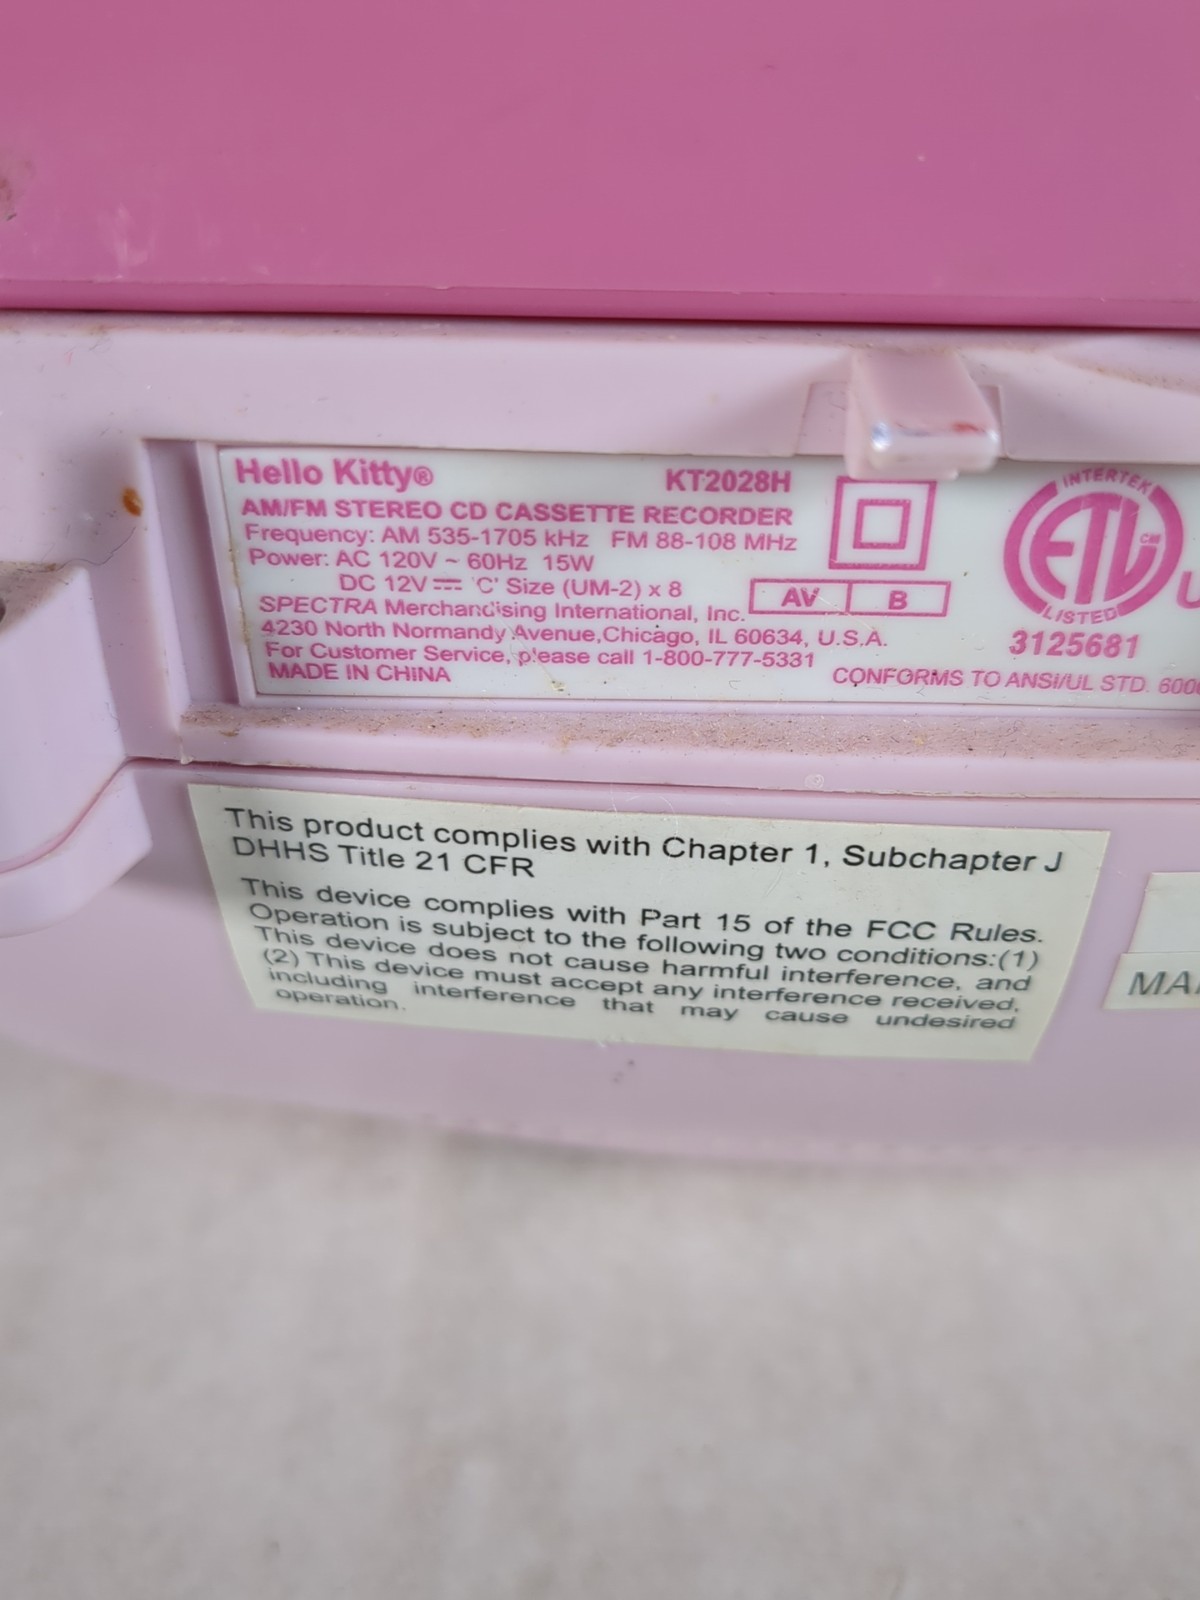 Hello Kitty® KT2028H
AM/FM STEREO CD CASSETTE RECORDER
Frequency: AM 535-1705 kHz FM 88-108 MHz
Power: AC 120V ~ 60Hz 15W
DC 12V⎓ 'C' Size (UM-2) x 8
SPECTRA Merchandising International, Inc.
4230 North Normandy Avenue,Chicago, IL 60634, U.S.A.
For Customer Service, please call 1-800-777-5331
MADE IN CHINA
AV B
INTERTEK
ETL CM
LISTED
3125681
CONFORMS TO ANSI/UL STD.
This product complies with Chapter 1, Subchapter J
DHHS Title 21 CFR
This device complies with Part 15 of the FCC Rules.
Operation is subject to the following two conditions:(1)
This device does not cause harmful interference, and
(2) This device must accept any interference received,
including interference that may cause undesired
operation.